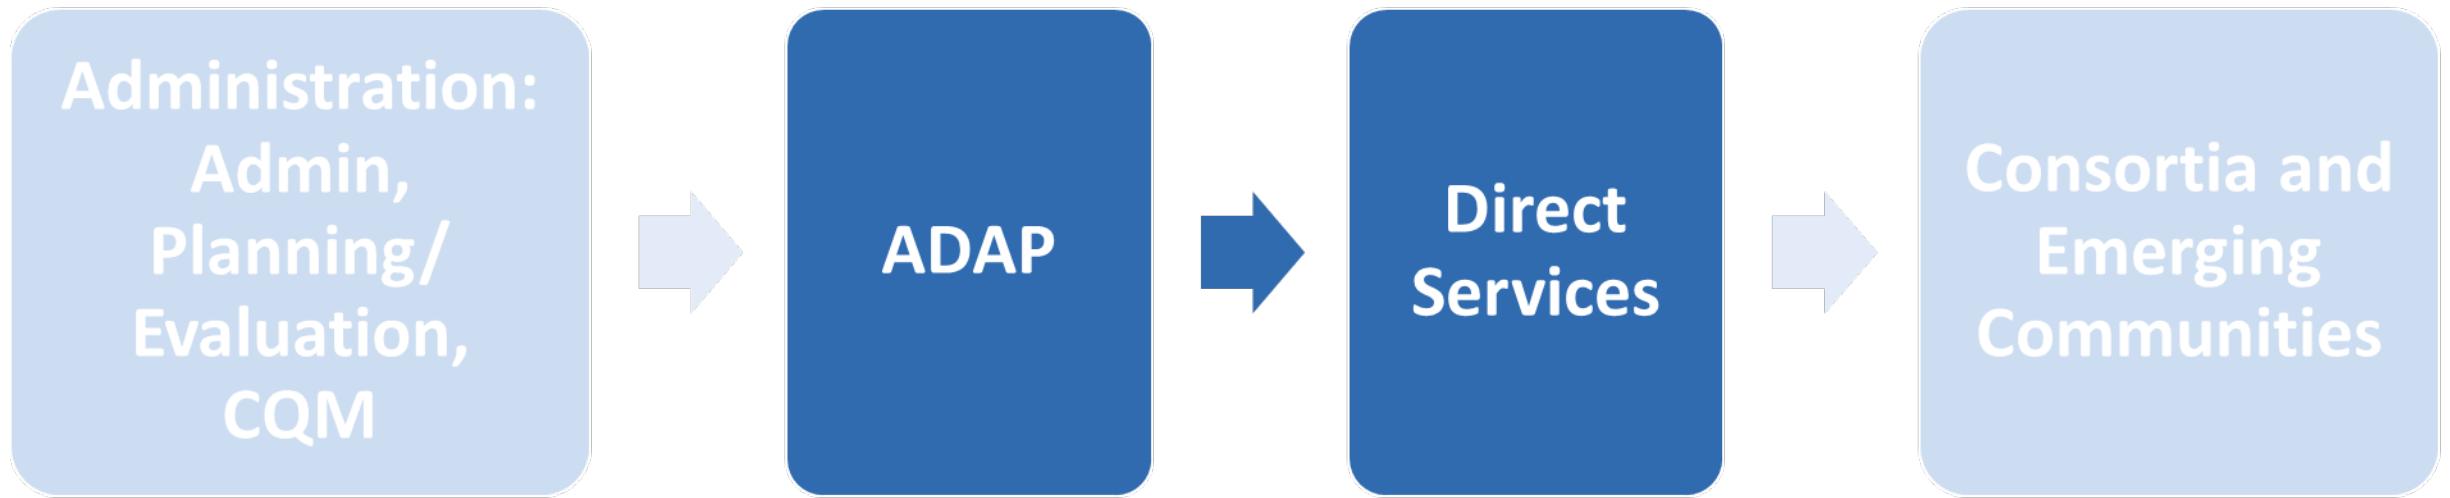 Administration:
Admin,
Planning/
Evaluation,
CQM
ADAP
Direct
Services
Consortia and
Emerging
Communities